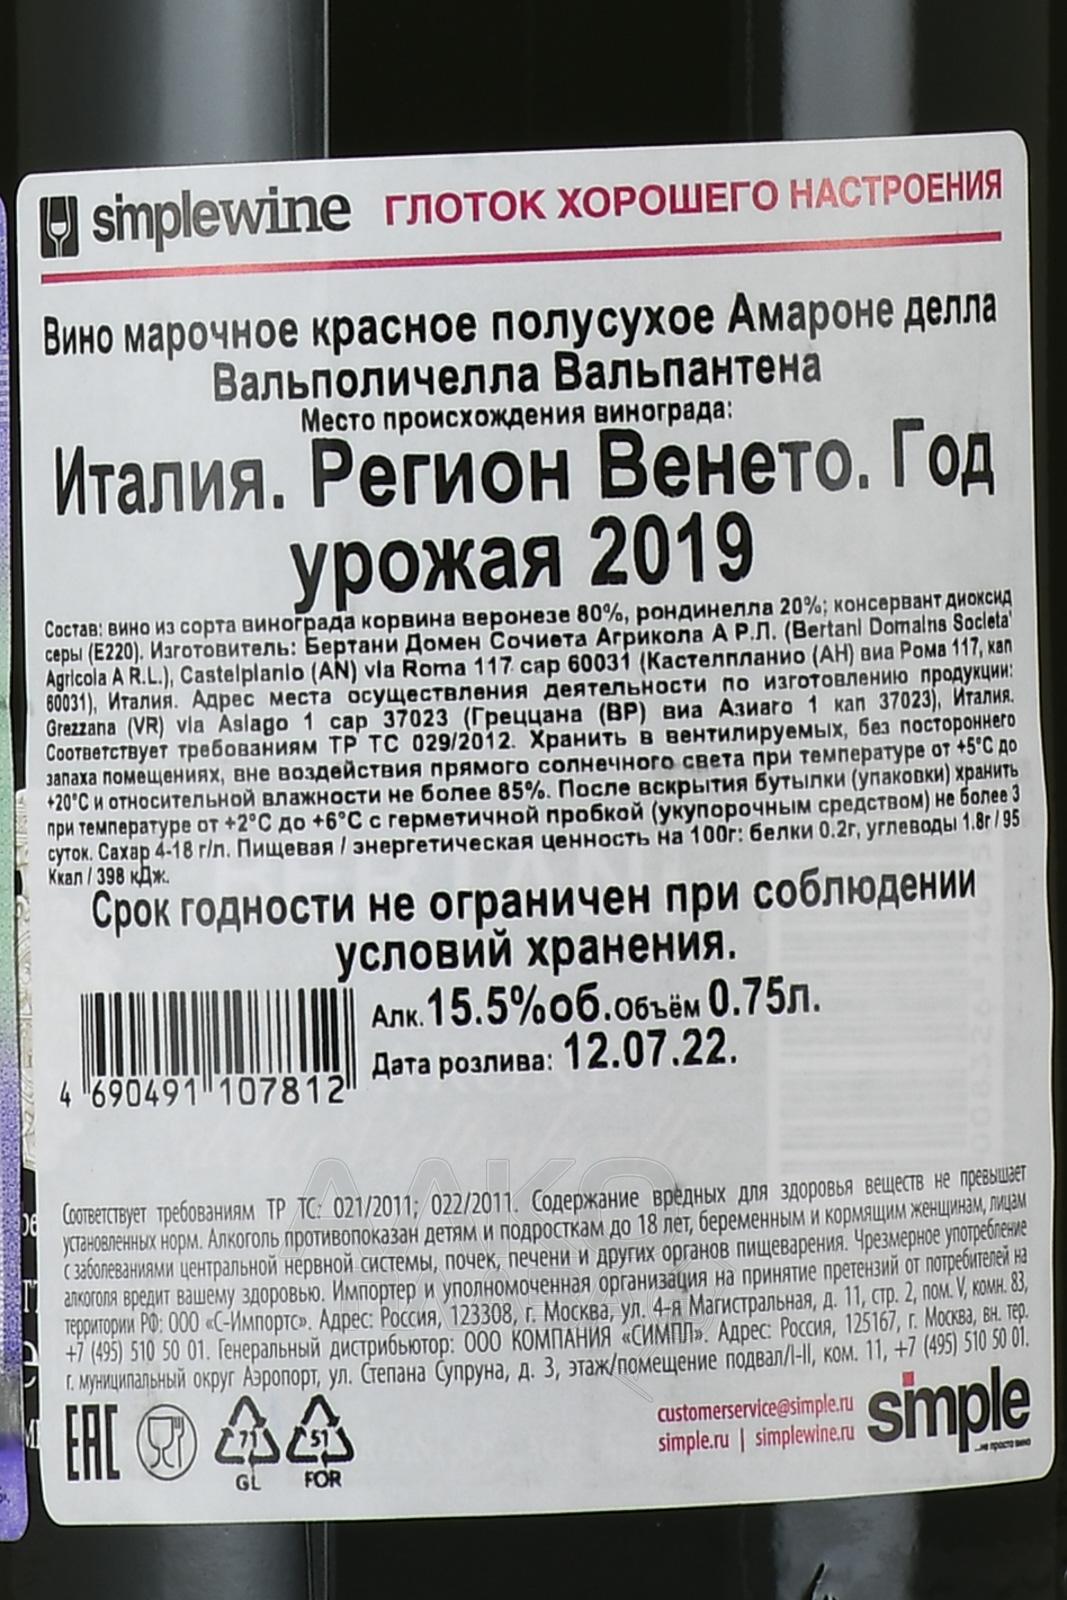 simplewine ГЛОТОК ХОРОШЕГО НАСТРОЕНИЯ
Вино марочное красное полусухое Амароне делла
Вальполичелла Вальпантена
Место происхождения винограда:
Италия. Регион Венето. Год
урожая 2019
Состав: вино из сорта винограда корвина веронезе 80%, рондинелла 20%; консервант диоксид
серы (Е220). Изготовитель: Бертани Домен Сочиета Агрикола А Р.Л. (Bertani Domains Societa'
Agricola A R.L.), Castelplanio (AN) via Roma 117 cap 60031 (Кастелпланио (АН) виа Рома 117, кап
60031), Италия. Адрес места осуществления деятельности по изготовлению продукции:
Grezzana (VR) via Asiago 1 cap 37023 (Греццана (ВР) виа Азиаго 1 кап 37023), Италия.
Соответствует требованиям ТР ТС 029/2012. Хранить в вентилируемых, без постороннего
запаха помещениях, вне воздействия прямого солнечного света при температуре от +5°С до
+20°С и относительной влажности не более 85%. После вскрытия бутылки (упаковки) хранить
при температуре от +2°С до +6°С с герметичной пробкой (укупорочным средством) не более 3
суток. Сахар 4-18 г/л. Пищевая / энергетическая ценность на 100г: белки 0.2г, углеводы 1.8г / 95
Ккал / 398 кДж.
Срок годности не ограничен при соблюдении
условий хранения.
Алк. 15.5%об. Объём 0.75л.
Дата розлива: 12.07.22.
4 690491 107812
Соответствует требованиям ТР ТС: 021/2011; 022/2011. Содержание вредных для здоровья веществ не превышает
установленных норм. Алкоголь противопоказан детям и подросткам до 18 лет, беременным и кормящим женщинам, лицам
с заболеваниями центральной нервной системы, почек, печени и других органов пищеварения. Чрезмерное употребление
алкоголя вредит вашему здоровью. Импортер и уполномоченная организация на принятие претензий от потребителей на
территории РФ: ООО «С-Импортс». Адрес: Россия, 123308, г. Москва, ул. 4-я Магистральная, д. 11, стр. 2, пом. V, комн. 83,
+7 (495) 510 50 01. Генеральный дистрибьютор: ООО КОМПАНИЯ «СИМПЛ». Адрес: Россия, 125167, г. Москва, вн. тер.
г. муниципальный округ Аэропорт, ул. Степана Супруна, д. 3, этаж/помещение подвал/I-II, ком. 11, +7 (495) 510 50 01.
EAC
71
GL
51
FOR
customerservice@simple.ru
simple.ru | simplewine.ru
simple
...не просто вино